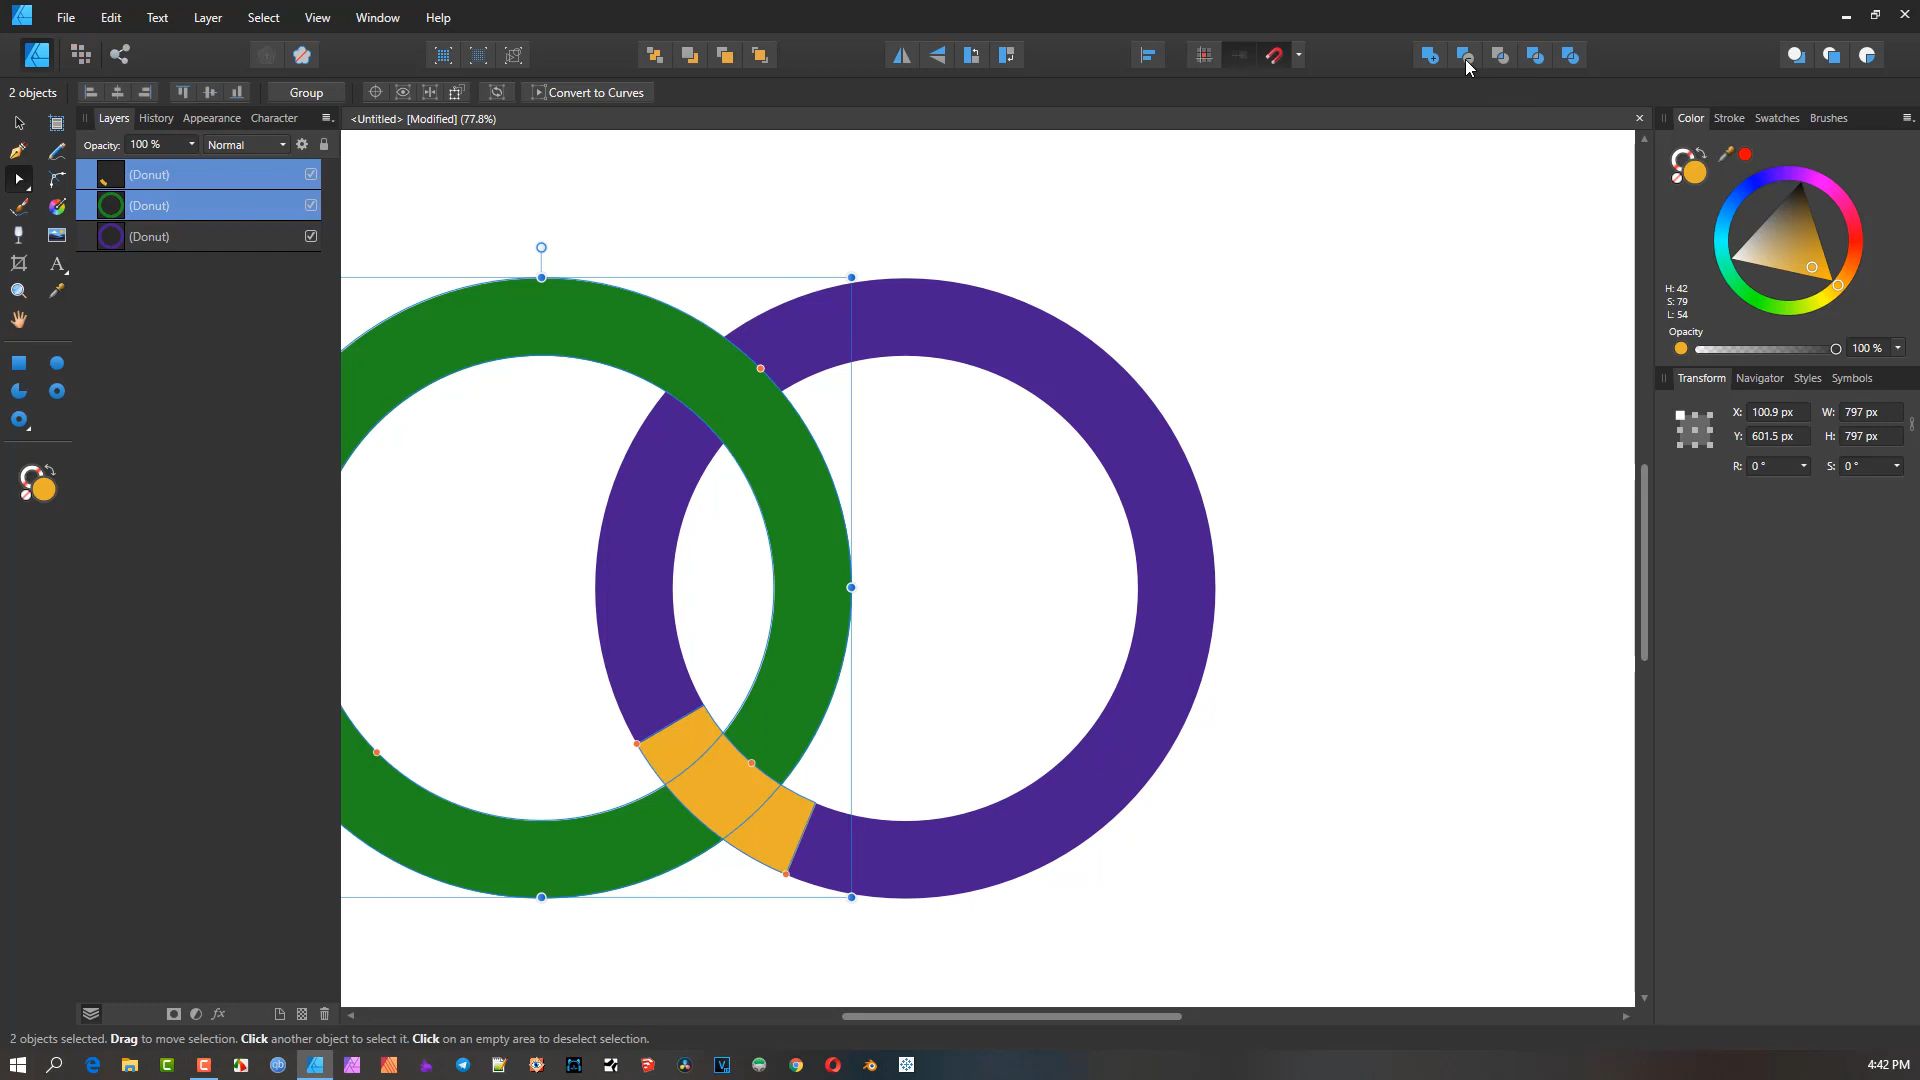 File Edit Text Layer Select View Window Help
2 objects Group Convert to Curves
Layers History Appearance Character
<Untitled> [Modified] (77.8%)
Color Stroke Swatches Brushes
Opacity: 100 % Normal
(Donut)
(Donut)
(Donut)
H: 42
S: 79
L: 54
Opacity
100 %
Transform Navigator Styles Symbols
X: 100.9 px W: 797 px
Y: 601.5 px H: 797 px
R: 0 ° S: 0 °
A
fx
2 objects selected. Drag to move selection. Click another object to select it. Click on an empty area to deselect selection.
4:42 PM